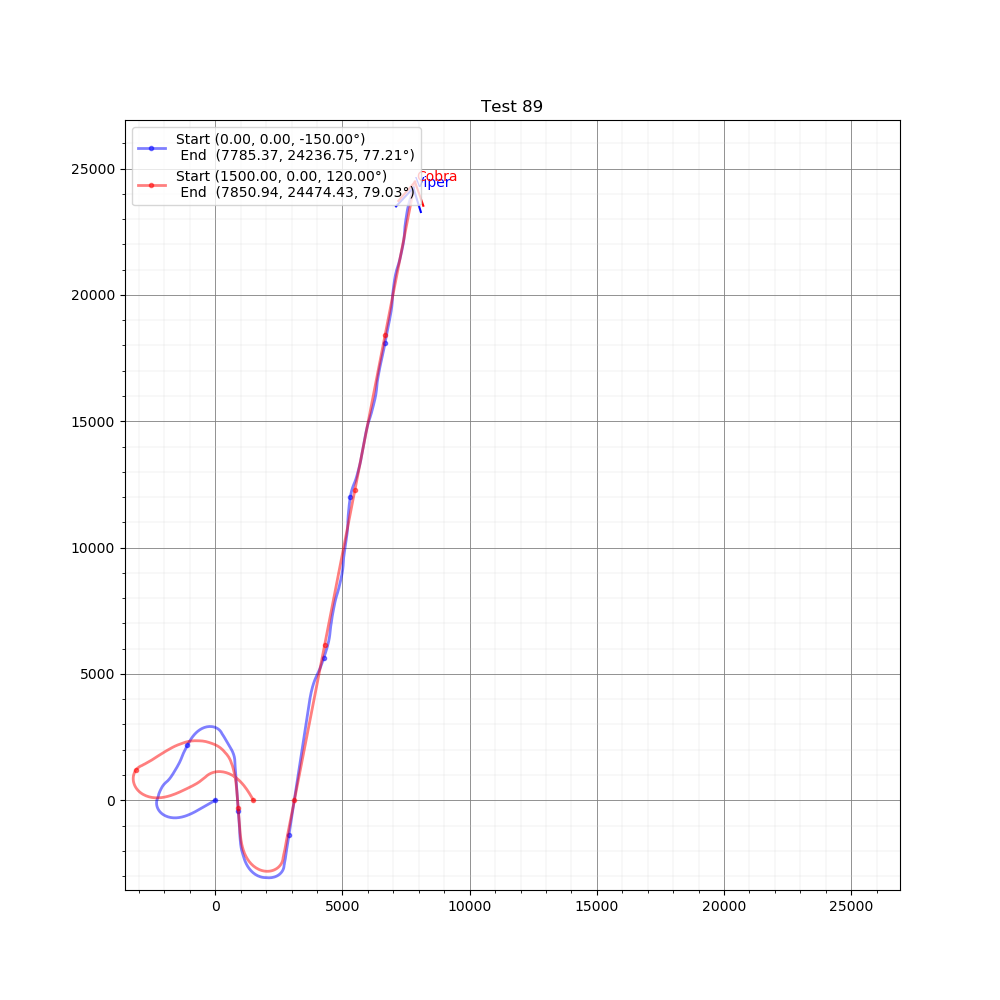 Test 89
Start (0.00, 0.00, -150.00°)
End (7785.37, 24236.75, 77.21°)
Start (1500.00, 0.00, 120.00°)
End (7850.94, 24474.43, 79.03°)
Cobra
25000
20000
15000
10000
5000
0
0 5000 10000 15000 20000 25000